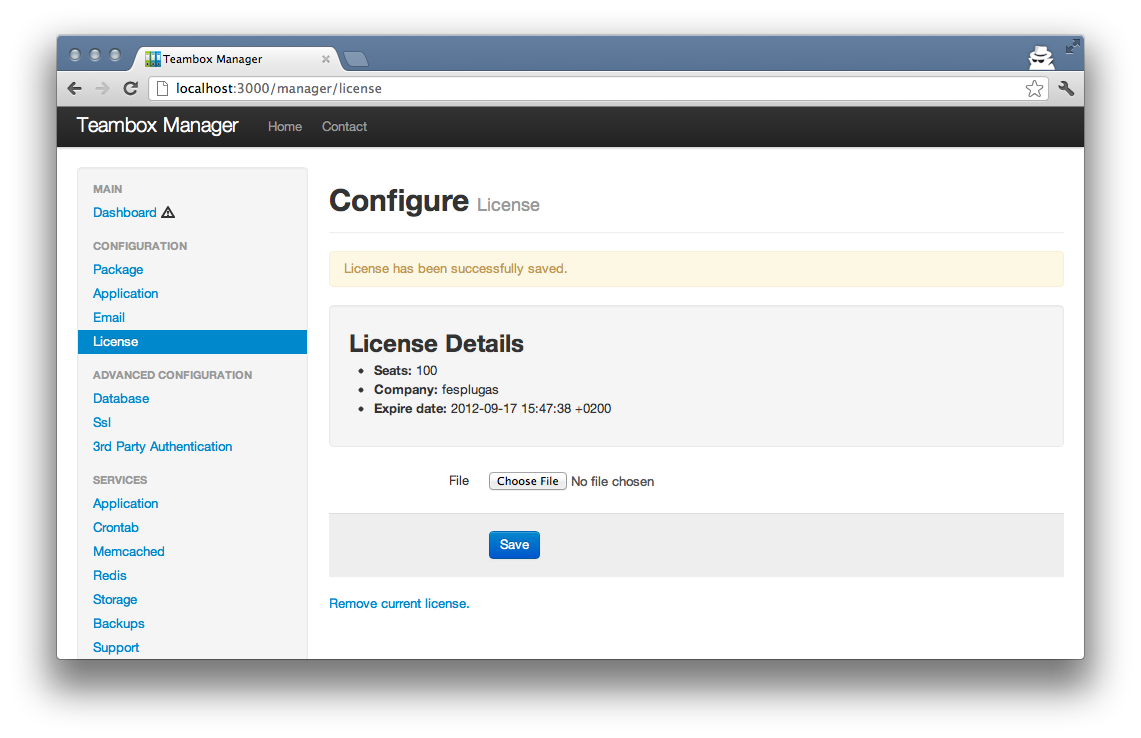 Teambox Manager
localhost:3000/manager/license
Teambox Manager Home Contact
MAIN
Dashboard
CONFIGURATION
Package
Application
Email
License
ADVANCED CONFIGURATION
Database
Ssl
3rd Party Authentication
SERVICES
Application
Crontab
Memcached
Redis
Storage
Backups
Support
Configure License
License has been successfully saved.
License Details
Seats: 100
Company: fesplugas
Expire date: 2012-09-17 15:47:38 +0200
File Choose File No file chosen
Save
Remove current license.